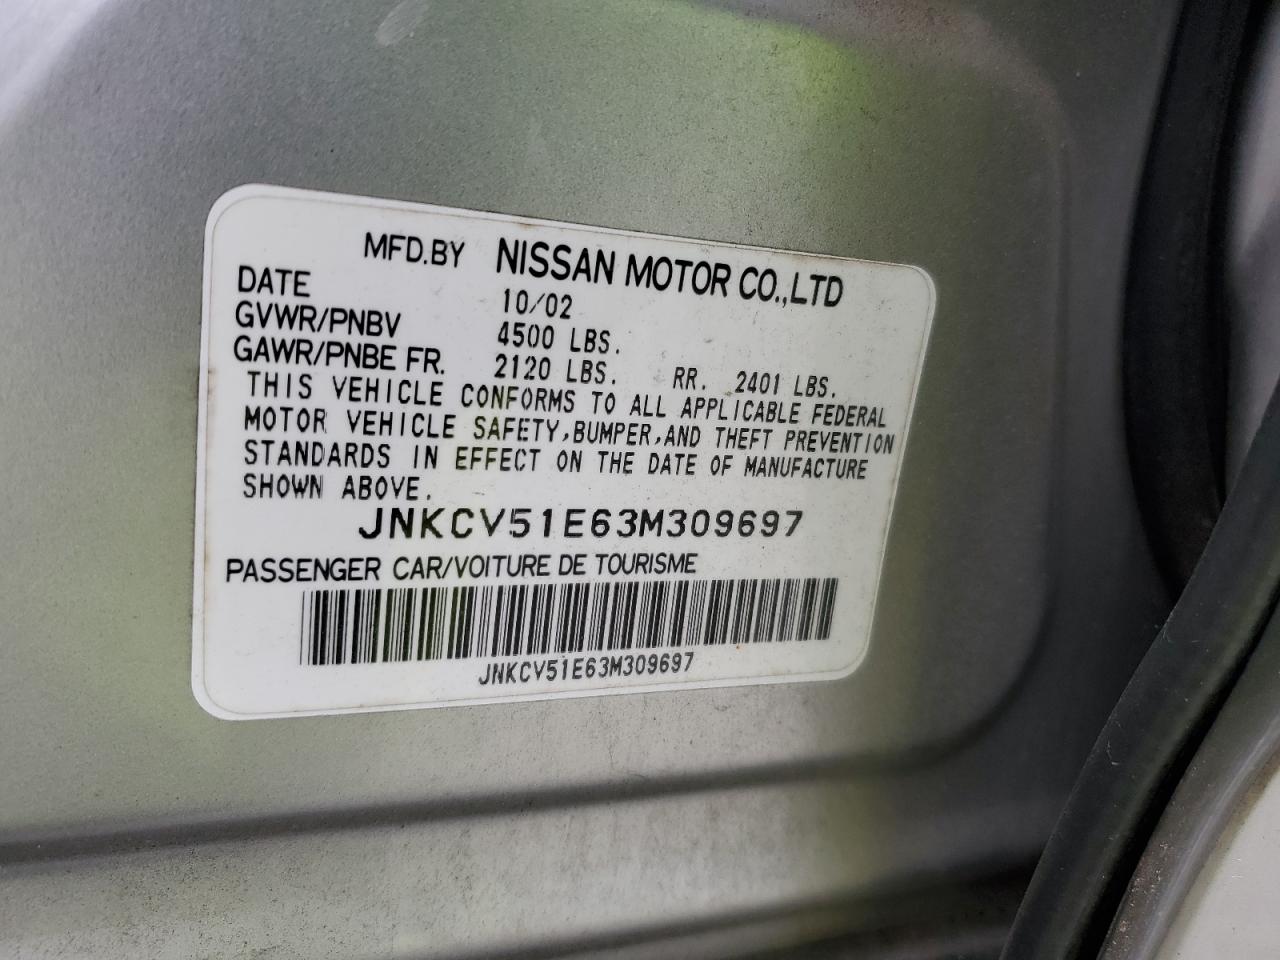 MFD.BY NISSAN MOTOR CO.,LTD
DATE 10/02
GVWR/PNBV 4500 LBS.
GAWR/PNBE FR. 2120 LBS. RR. 2401 LBS.
THIS VEHICLE CONFORMS TO ALL APPLICABLE FEDERAL
MOTOR VEHICLE SAFETY,BUMPER,AND THEFT PREVENTION
STANDARDS IN EFFECT ON THE DATE OF MANUFACTURE
SHOWN ABOVE.
JNKCV51E63M309697
PASSENGER CAR/VOITURE DE TOURISME
JNKCV51E63M309697